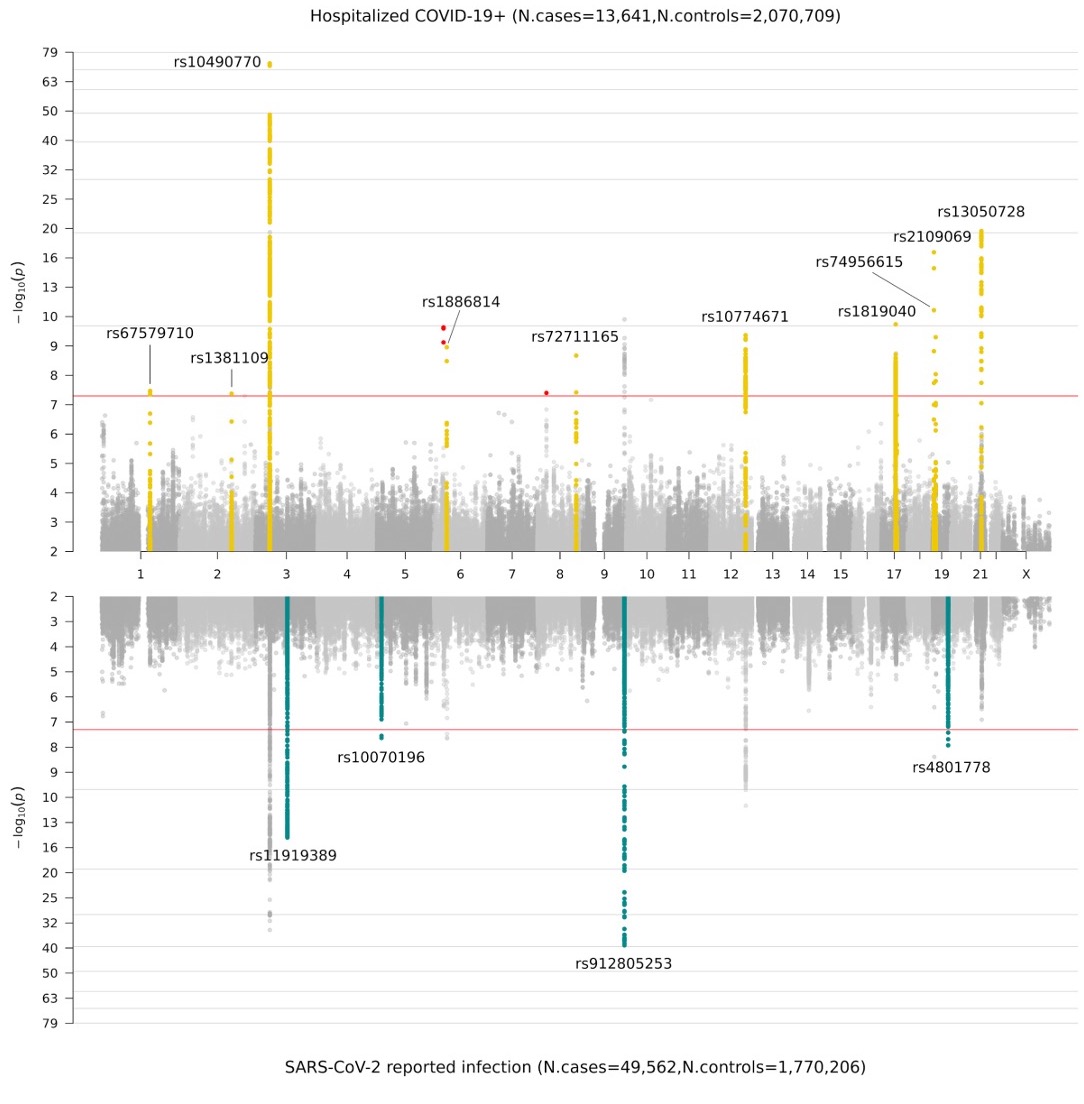 Hospitalized COVID-19+ (N.cases=13,641,N.controls=2,070,709)
79
63
50
40
32
25
20
16
13
10
9
8
7
6
5
4
3
2
−log₁₀(p)
rs10490770
rs13050728
rs2109069
rs74956615
rs1886814
rs1819040
rs10774671
rs67579710
rs72711165
rs1381109
1 2 3 4 5 6 7 8 9 10 11 12 13 14 15 17 19 21 X
2
3
4
5
6
7
8
9
10
13
16
20
25
32
40
50
63
79
−log₁₀(p)
rs10070196
rs4801778
rs11919389
rs912805253
SARS-CoV-2 reported infection (N.cases=49,562,N.controls=1,770,206)